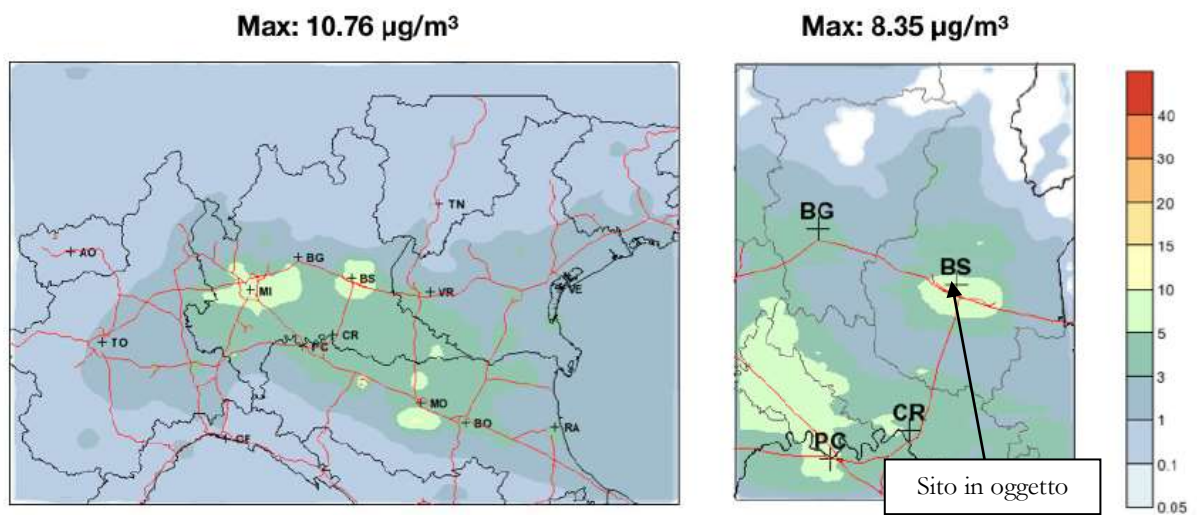 Max: 10.76 µg/m³
Max: 8.35 µg/m³
AO
TN
BG
BS
MI
VR
VE
TO
CR
PC
MO
BO
RA
GE
BG
BS
CR
PC
Sito in oggetto
40
30
20
15
10
5
3
1
0.1
0.05